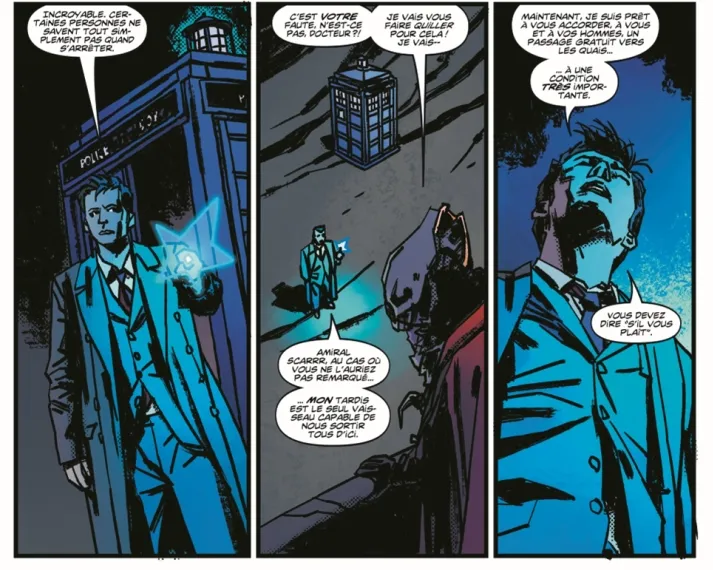 INCROYABLE. CER-
TAINES PERSONNES NE
SAVENT TOUT SIM-
PLEMENT PAS QUAND
S'ARRÊTER.
POLICE
C'EST VOTRE
FAUTE, N'EST-CE
PAS, DOCTEUR?!
JE VAIS VOUS
FAIRE QUILLER
POUR CELA!
JE VAIS--
AMIRAL
SCARRR, AU CAS OÙ
VOUS NE L'AURIEZ
PAS REMARQUÉ...
... MON TARDIS
EST LE SEUL VAIS-
SEAU CAPABLE DE
NOUS SORTIR
TOUS D'ICI.
MAINTENANT, JE SUIS PRÊT
À VOUS ACCORDER, À VOUS
ET À VOS HOMMES, UN
PASSAGE GRATUIT VERS
LES QUAIS...
... À UNE
CONDITION
TRÈS IMPOR-
TANTE.
VOUS DEVEZ
DIRE "S'IL VOUS
PLAÎT".